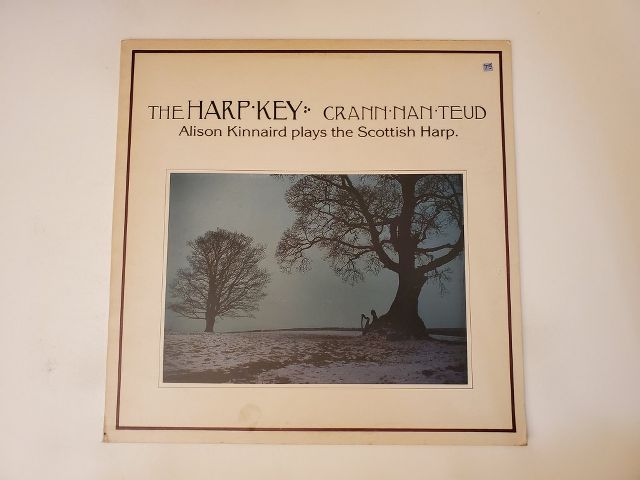 THE HARP·KEY: CRANN·NAN·TEUD
Alison Kinnaird plays the Scottish Harp.